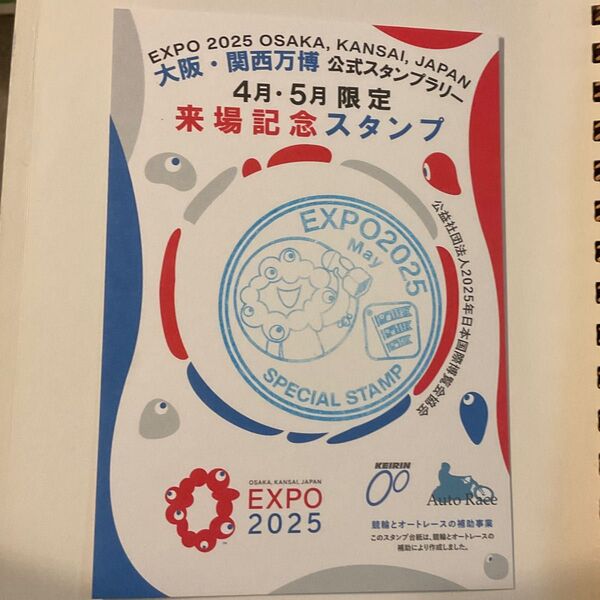 EXPO 2025 OSAKA, KANSAI, JAPAN
大阪・関西万博 公式スタンプラリー
4月・5月 限定
来場記念スタンプ
EXPO2025
May
SPECIAL STAMP
公益社団法人2025年日本国際博覧会協会
OSAKA, KANSAI, JAPAN
EXPO
2025
TM
KEIRIN
Auto Race
競輪とオートレースの補助事業
このスタンプ台紙は、競輪とオートレースの
補助により作成しました。